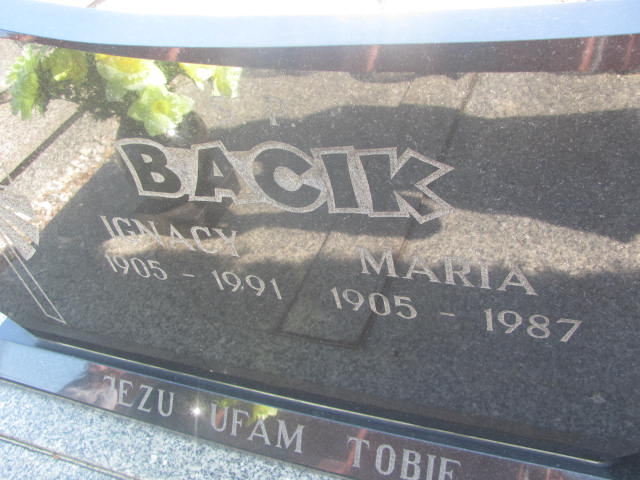 BACIK
IGNACY
1905 - 1991
MARIA
1905 - 1987
JEZU UFAM TOBIE